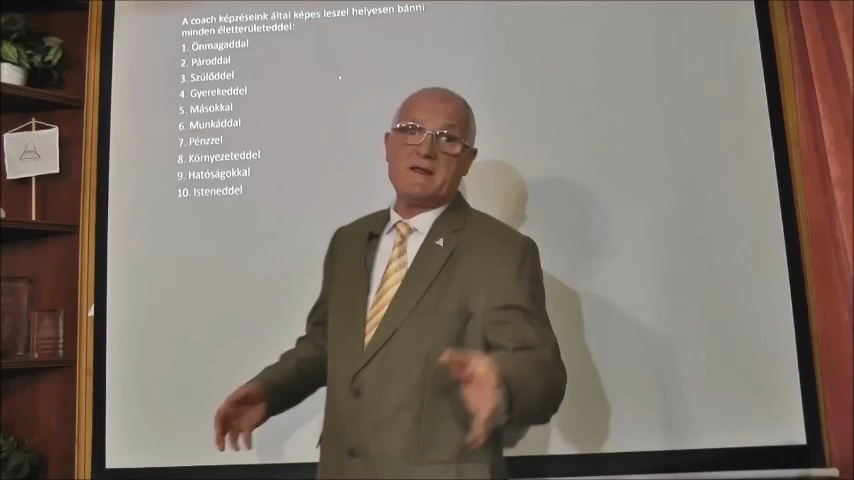 A coach képzéseink által képes leszel helyesen bánni
minden életterületeddel:
1. Önmagaddal
2. Pároddal
3. Szülőddel
4. Gyerekeddel
5. Másokkal
6. Munkáddal
7. Pénzzel
8. Környezeteddel
9. Hatóságokkal
10. Isteneddel